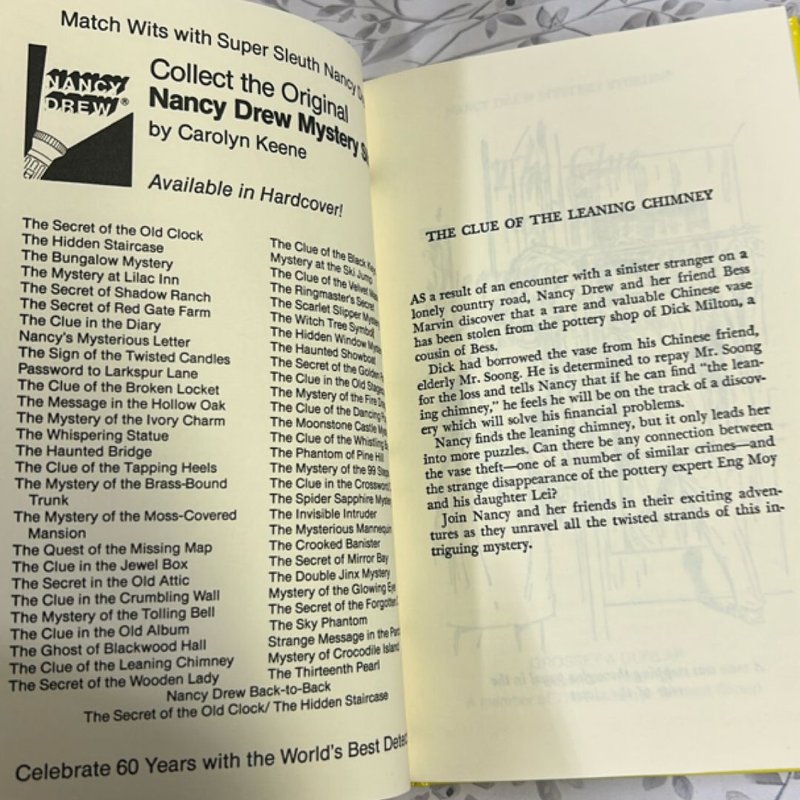 Match Wits with Super Sleuth Nancy
NANCY
DREW®
Collect the Original
Nancy Drew Mystery
by Carolyn Keene
Available in Hardcover!
The Secret of the Old Clock
The Hidden Staircase
The Bungalow Mystery
The Mystery at Lilac Inn
The Secret of Shadow Ranch
The Secret of Red Gate Farm
The Clue in the Diary
Nancy's Mysterious Letter
The Sign of the Twisted Candles
Password to Larkspur Lane
The Clue of the Broken Locket
The Message in the Hollow Oak
The Mystery of the Ivory Charm
The Whispering Statue
The Haunted Bridge
The Clue of the Tapping Heels
The Mystery of the Brass-Bound
Trunk
The Mystery of the Moss-Covered
Mansion
The Quest of the Missing Map
The Clue in the Jewel Box
The Secret in the Old Attic
The Clue in the Crumbling Wall
The Mystery of the Tolling Bell
The Clue in the Old Album
The Ghost of Blackwood Hall
The Clue of the Leaning Chimney
The Secret of the Wooden Lady
The Clue of the Black
Mystery at the Ski Jump
The Clue of the Velvet
The Ringmaster's Secret
The Scarlet Slipper Mystery
The Witch Tree Symbol
The Hidden Window
The Haunted Showboat
The Secret of the Golden
The Clue in the Old
The Mystery of the Fire
The Clue of the Dancing
The Moonstone Castle
The Clue of the Whistling
The Phantom of Pine Hill
The Mystery of the 99
The Clue in the
The Spider Sapphire
The Invisible Intruder
The Mysterious Mannequin
The Crooked Banister
The Secret of Mirror Bay
The Double Jinx Mystery
Mystery of the Glowing Eye
The Secret of the Forgotten
The Sky Phantom
Strange Message in the
Mystery of Crocodile Island
The Thirteenth Pearl
Nancy Drew Back-to-Back
The Secret of the Old Clock/ The Hidden Staircase
Celebrate 60 Years with the World's Best
THE CLUE OF THE LEANING CHIMNEY
AS a result of an encounter with a sinister stranger on a
lonely country road, Nancy Drew and her friend Bess
Marvin discover that a rare and valuable Chinese vase
has been stolen from the pottery shop of Dick Milton, a
cousin of Bess.
Dick had borrowed the vase from his Chinese friend,
elderly Mr. Soong. He is determined to repay Mr. Soong
for the loss and tells Nancy that if he can find "the lean-
ing chimney," he feels he will be on the track of a discov-
ery which will solve his financial problems.
Nancy finds the leaning chimney, but it only leads her
into more puzzles. Can there be any connection between
the vase theft—one of a number of similar crimes—and
the strange disappearance of the pottery expert Eng Moy
and his daughter Lei?
Join Nancy and her friends in their exciting adven-
tures as they unravel all the twisted strands of this in-
triguing mystery.